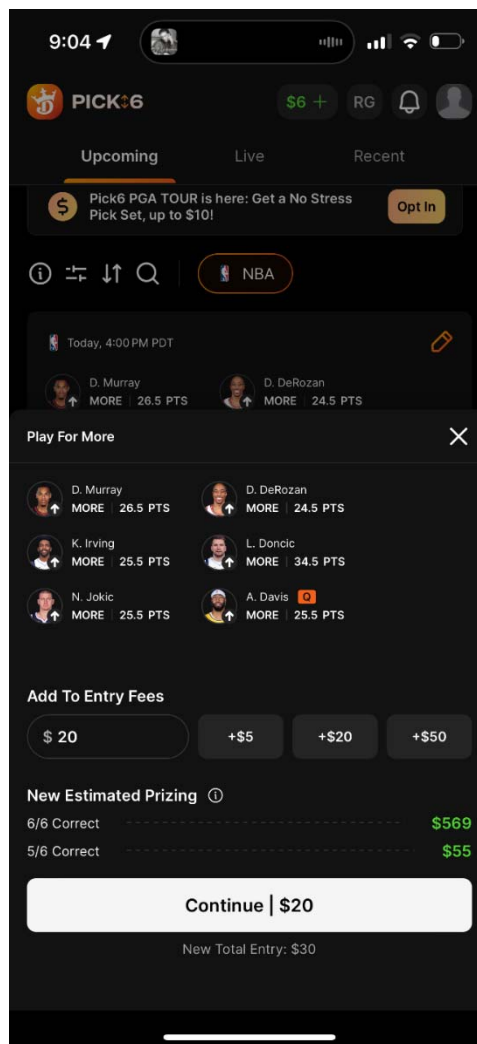 9:04
PICK6
$6 +
RG
Upcoming
Live
Recent
Pick6 PGA TOUR is here: Get a No Stress
Pick Set, up to $10!
Opt In
NBA
Today, 4:00 PM PDT
D. Murray
MORE 26.5 PTS
D. DeRozan
MORE 24.5 PTS
Play For More
D. Murray
MORE 26.5 PTS
D. DeRozan
MORE 24.5 PTS
K. Irving
MORE 25.5 PTS
L. Doncic
MORE 34.5 PTS
N. Jokic
MORE 25.5 PTS
A. Davis Q
MORE 25.5 PTS
Add To Entry Fees
$ 20
+$5
+$20
+$50
New Estimated Prizing
6/6 Correct $569
5/6 Correct $55
Continue | $20
New Total Entry: $30